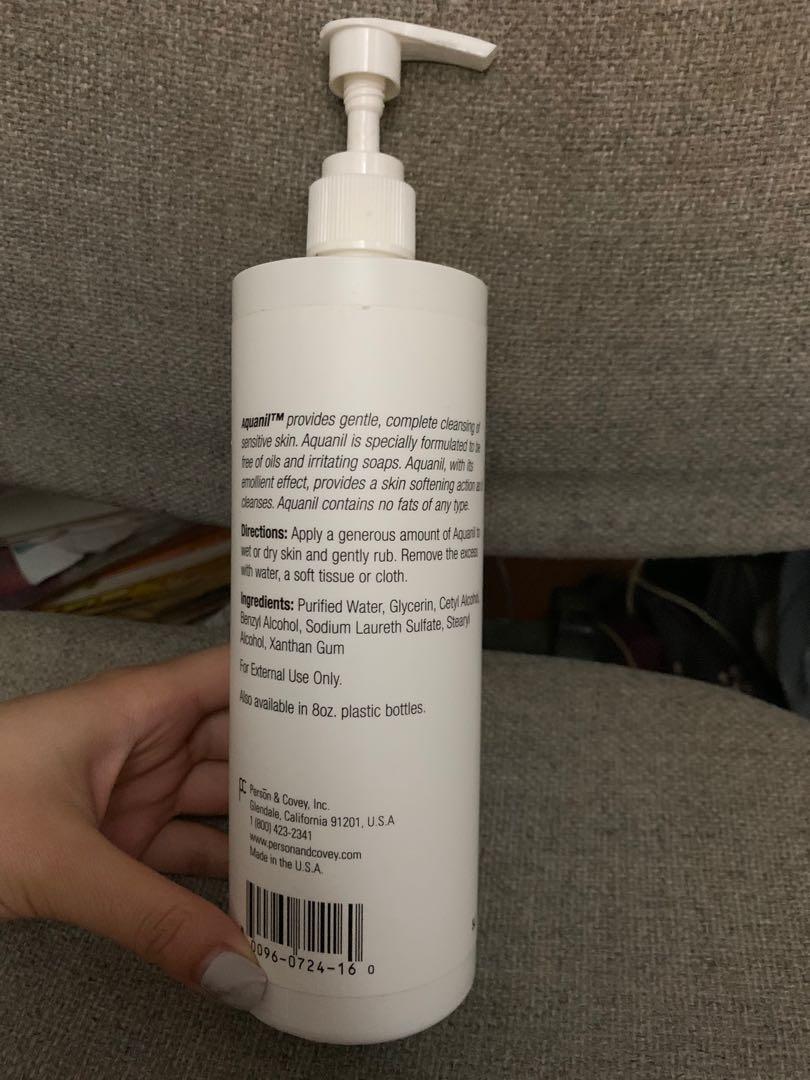 Aquanil™ provides gentle, complete cleansing of
sensitive skin. Aquanil is specially formulated to be
free of oils and irritating soaps. Aquanil, with its
emollient effect, provides a skin softening action as
cleanses. Aquanil contains no fats of any type.
Directions: Apply a generous amount of Aquanil to
wet or dry skin and gently rub. Remove the excess
with water, a soft tissue or cloth.
Ingredients: Purified Water, Glycerin, Cetyl Alcohol,
Benzyl Alcohol, Sodium Laureth Sulfate, Stearyl
Alcohol, Xanthan Gum
For External Use Only.
Also available in 8oz. plastic bottles.
pc Person & Covey, Inc.
Glendale, California 91201, U.S.A
1 (800) 423-2341
www.personandcovey.com
Made in the U.S.A.
0096-0724-16 0